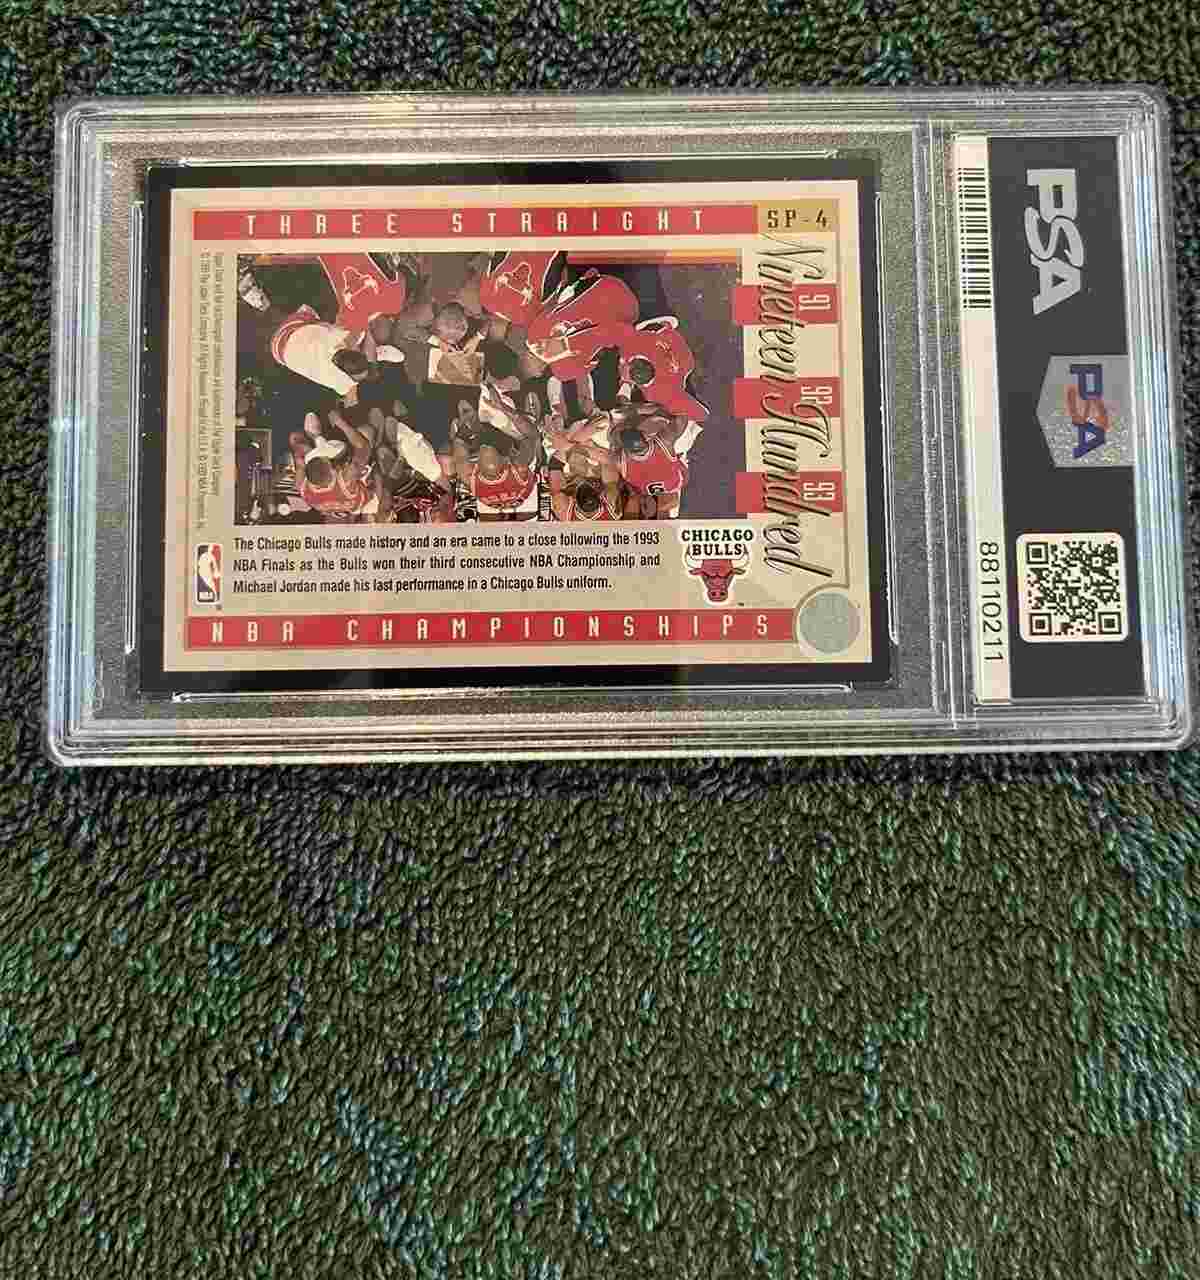 THREE STRAIGHT
SP-4
Nineteen Hundred
91
92
93
The Chicago Bulls made history and an era came to a close following the 1993
NBA Finals as the Bulls won their third consecutive NBA Championship and
Michael Jordan made his last performance in a Chicago Bulls uniform.
CHICAGO
BULLS
NBA
NBA CHAMPIONSHIPS
PSA
PSA
88110211